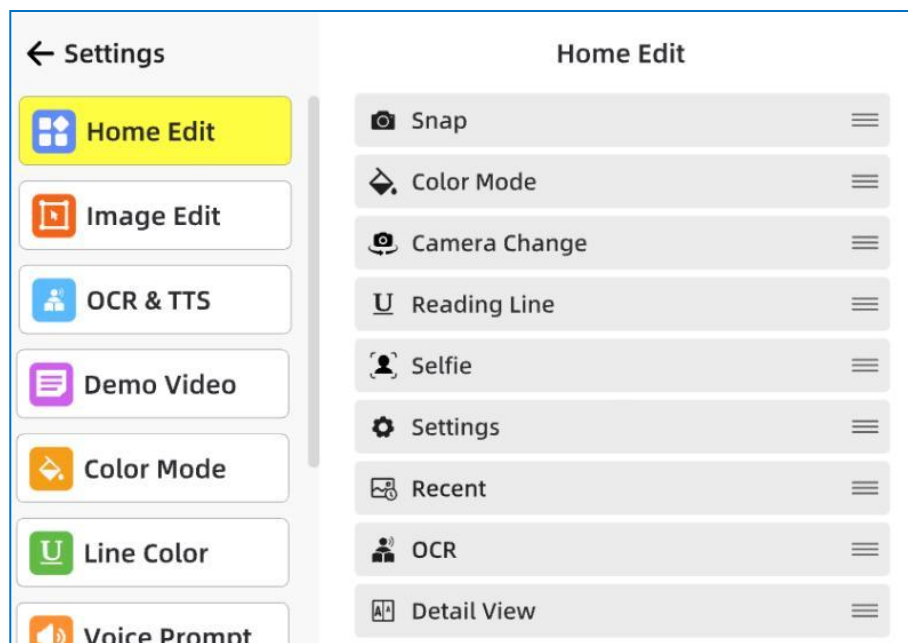 Settings
Home Edit
Image Edit
OCR & TTS
Demo Video
Color Mode
Line Color
Voice Prompt
Home Edit
Snap
Color Mode
Camera Change
Reading Line
Selfie
Settings
Recent
OCR
Detail View